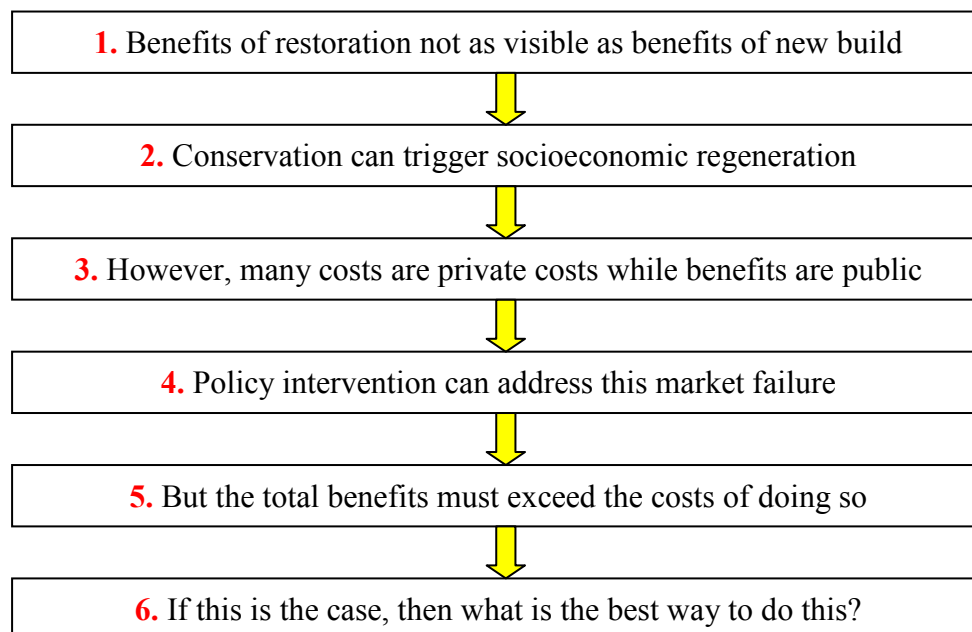 1. Benefits of restoration not as visible as benefits of new build
2. Conservation can trigger socioeconomic regeneration
3. However, many costs are private costs while benefits are public
4. Policy intervention can address this market failure
5. But the total benefits must exceed the costs of doing so
6. If this is the case, then what is the best way to do this?